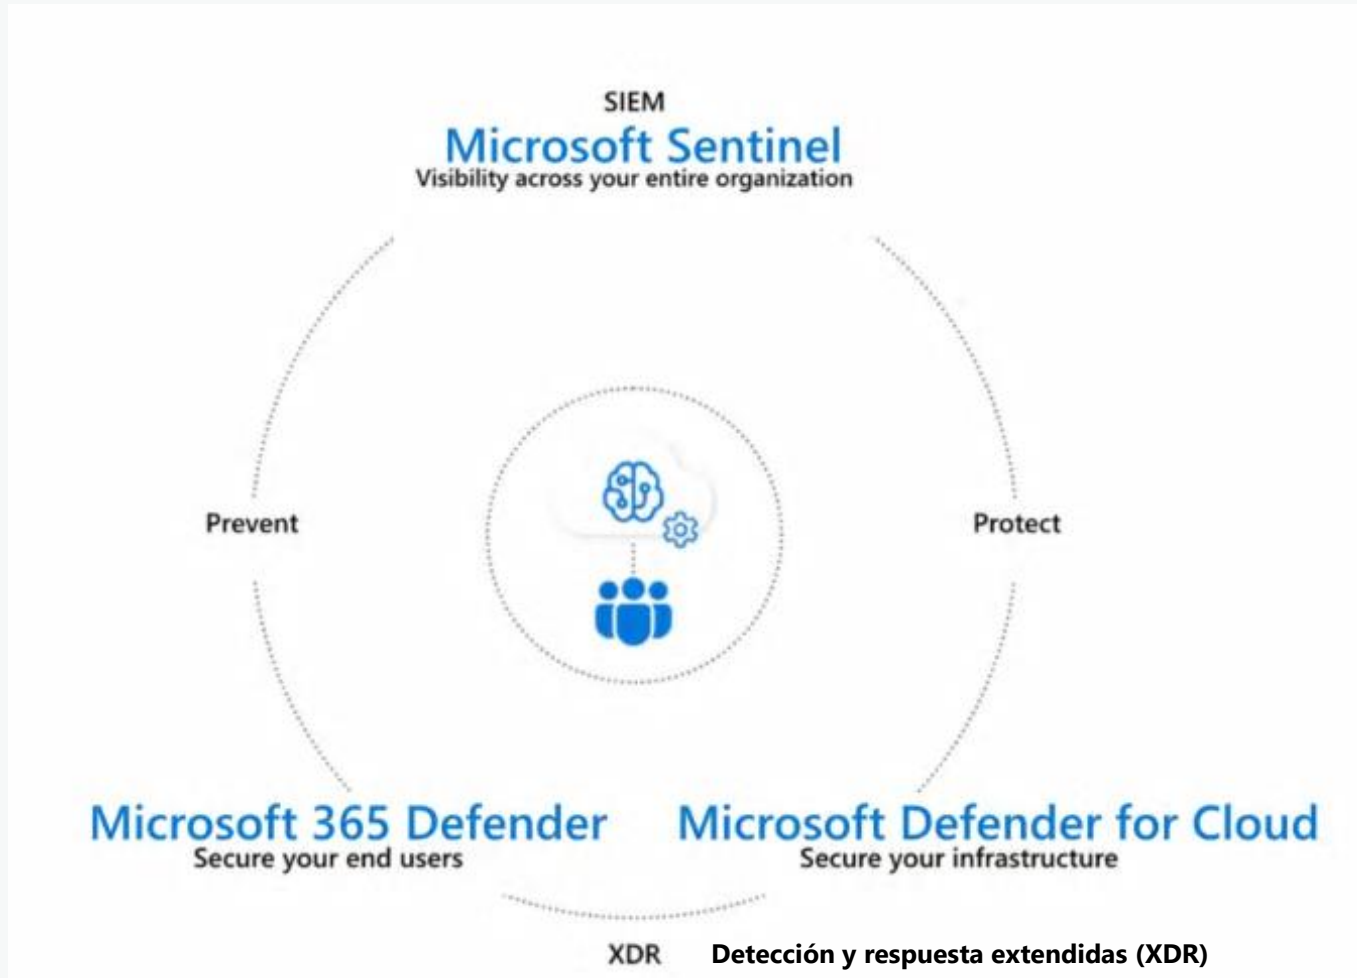 SIEM
Microsoft Sentinel
Visibility across your entire organization
Prevent
Protect
Microsoft 365 Defender
Secure your end users
Microsoft Defender for Cloud
Secure your infrastructure
XDR
Detección y respuesta extendidas (XDR)